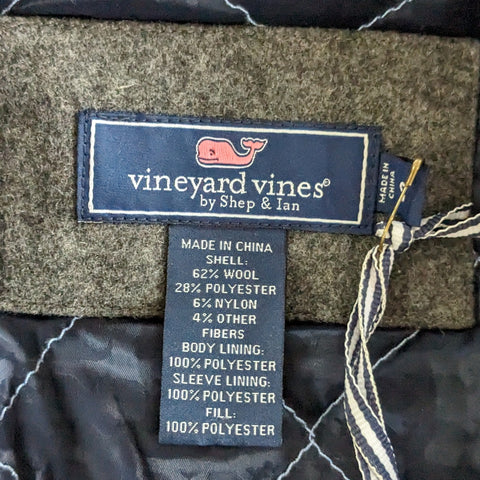 vineyard vines®
by Shep & Ian
MADE IN
CHINA
MADE IN CHINA
SHELL:
62% WOOL
28% POLYESTER
6% NYLON
4% OTHER
FIBERS
BODY LINING:
100% POLYESTER
SLEEVE LINING:
100% POLYESTER
FILL:
100% POLYESTER